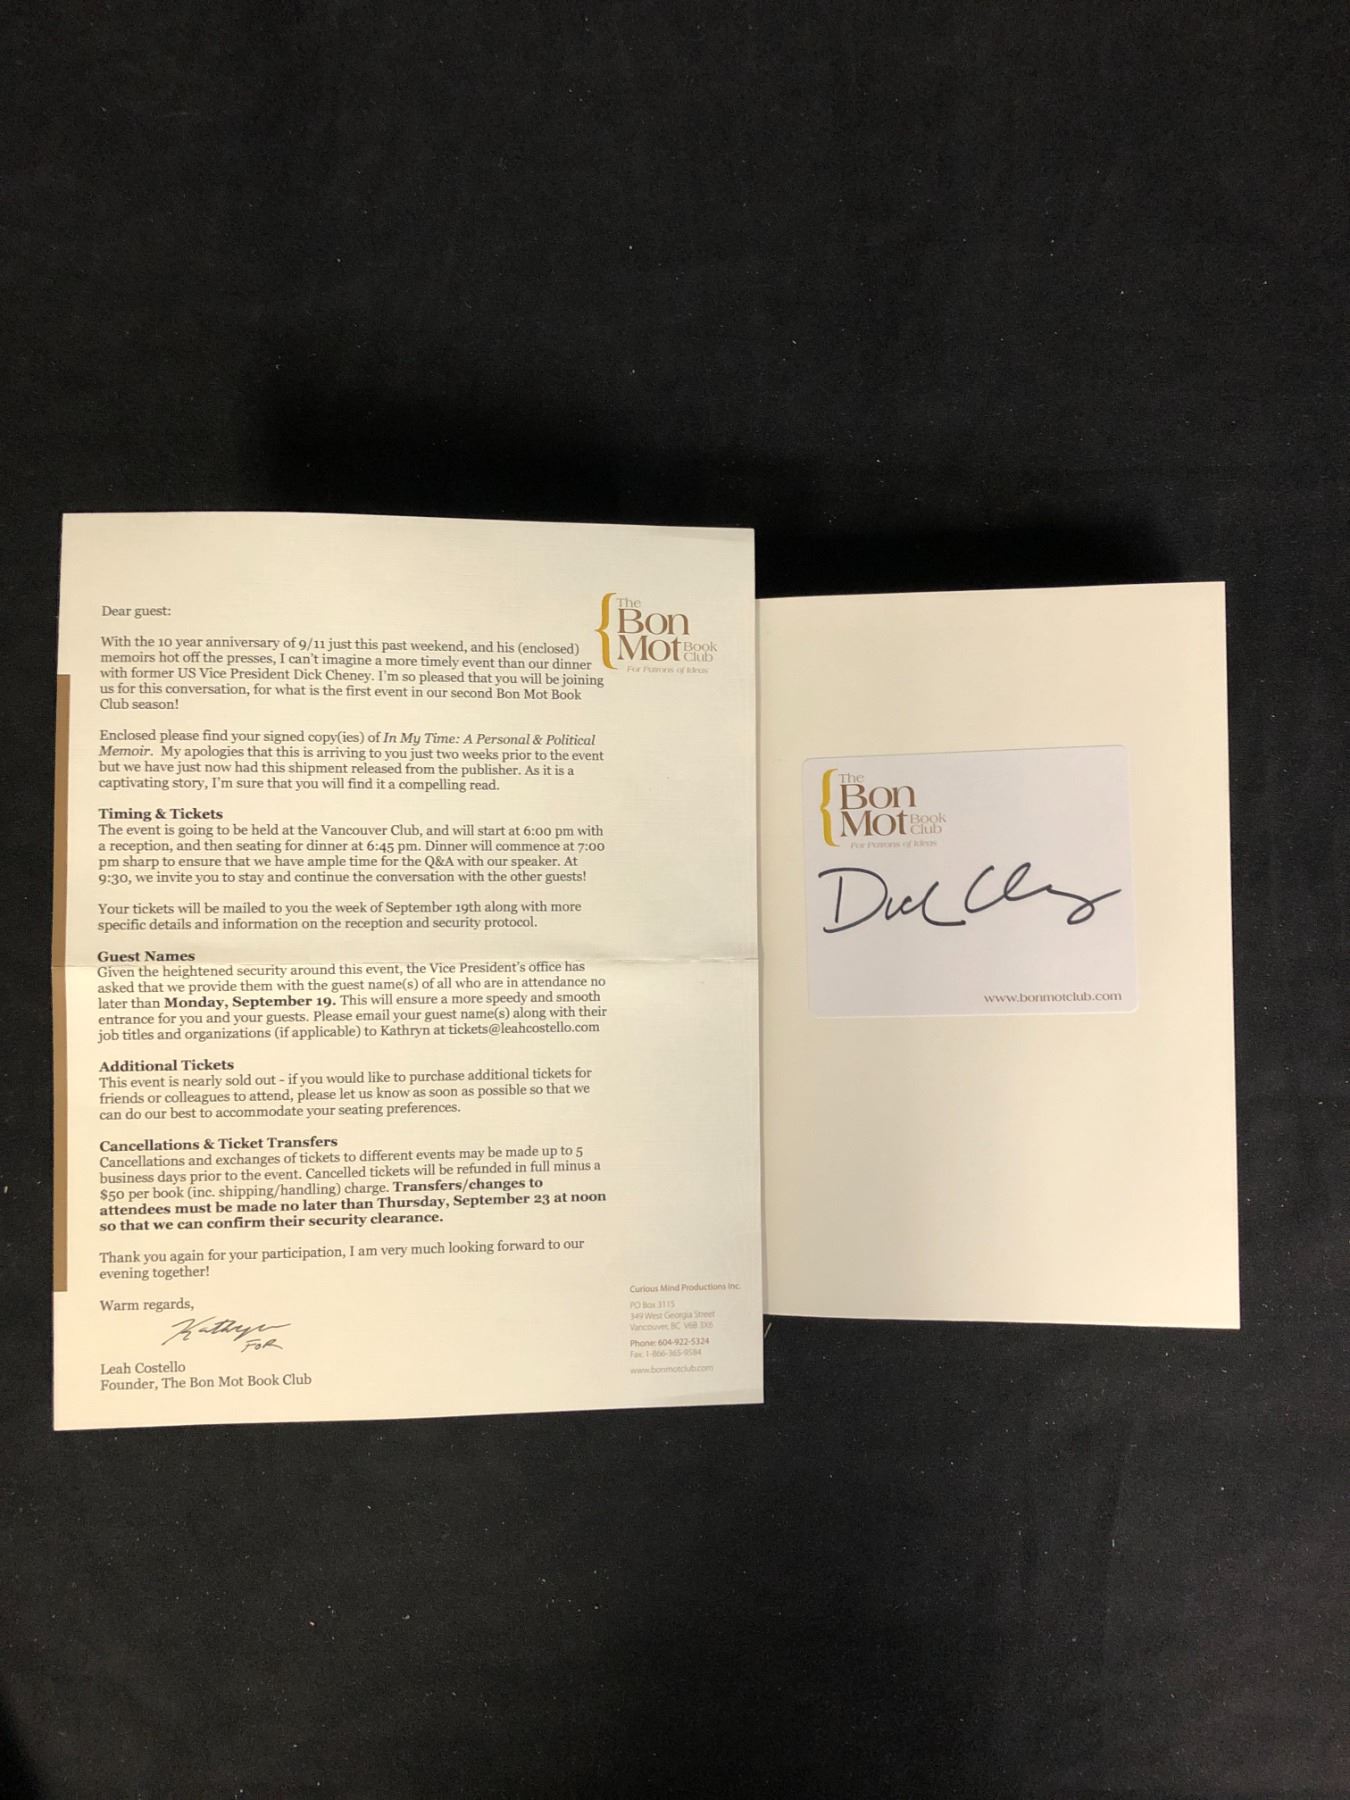 The
Bon
Mot Book
Club
For Patrons of Ideas
Dear guest:
With the 10 year anniversary of 9/11 just this past weekend, and his (enclosed)
memoirs hot off the presses, I can't imagine a more timely event than our dinner
with former US Vice President Dick Cheney. I'm so pleased that you will be joining
us for this conversation, for what is the first event in our second Bon Mot Book
Club season!
Enclosed please find your signed copy(ies) of In My Time: A Personal & Political
Memoir. My apologies that this is arriving to you just two weeks prior to the event
but we have just now had this shipment released from the publisher. As it is a
captivating story, I'm sure that you will find it a compelling read.
Timing & Tickets
The event is going to be held at the Vancouver Club, and will start at 6:00 pm with
a reception, and then seating for dinner at 6:45 pm. Dinner will commence at 7:00
pm sharp to ensure that we have ample time for the Q&A with our speaker. At
9:30, we invite you to stay and continue the conversation with the other guests!
Your tickets will be mailed to you the week of September 19th along with more
specific details and information on the reception and security protocol.
Guest Names
Given the heightened security around this event, the Vice President's office has
asked that we provide them with the guest name(s) of all who are in attendance no
later than Monday, September 19. This will ensure a more speedy and smooth
entrance for you and your guests. Please email your guest name(s) along with their
job titles and organizations (if applicable) to Kathryn at tickets@leahcostello.com
Additional Tickets
This event is nearly sold out - if you would like to purchase additional tickets for
friends or colleagues to attend, please let us know as soon as possible so that we
can do our best to accommodate your seating preferences.
Cancellations & Ticket Transfers
Cancellations and exchanges of tickets to different events may be made up to 5
business days prior to the event. Cancelled tickets will be refunded in full minus a
$50 per book (inc. shipping/handling) charge. Transfers/changes to
attendees must be made no later than Thursday, September 23 at noon
so that we can confirm their security clearance.
Thank you again for your participation, I am very much looking forward to our
evening together!
Warm regards,
Kathryn
FOR
Leah Costello
Founder, The Bon Mot Book Club
Curious Mind Productions Inc.
PO Box 3115
349 West Georgia Street
Vancouver, BC V6B 3X6
Phone: 604-922-5324
Fax: 1-866-365-9584
www.bonmotclub.com
The
Bon
Mot Book
Club
For Patrons of Ideas
Dick Cheney
www.bonmotclub.com